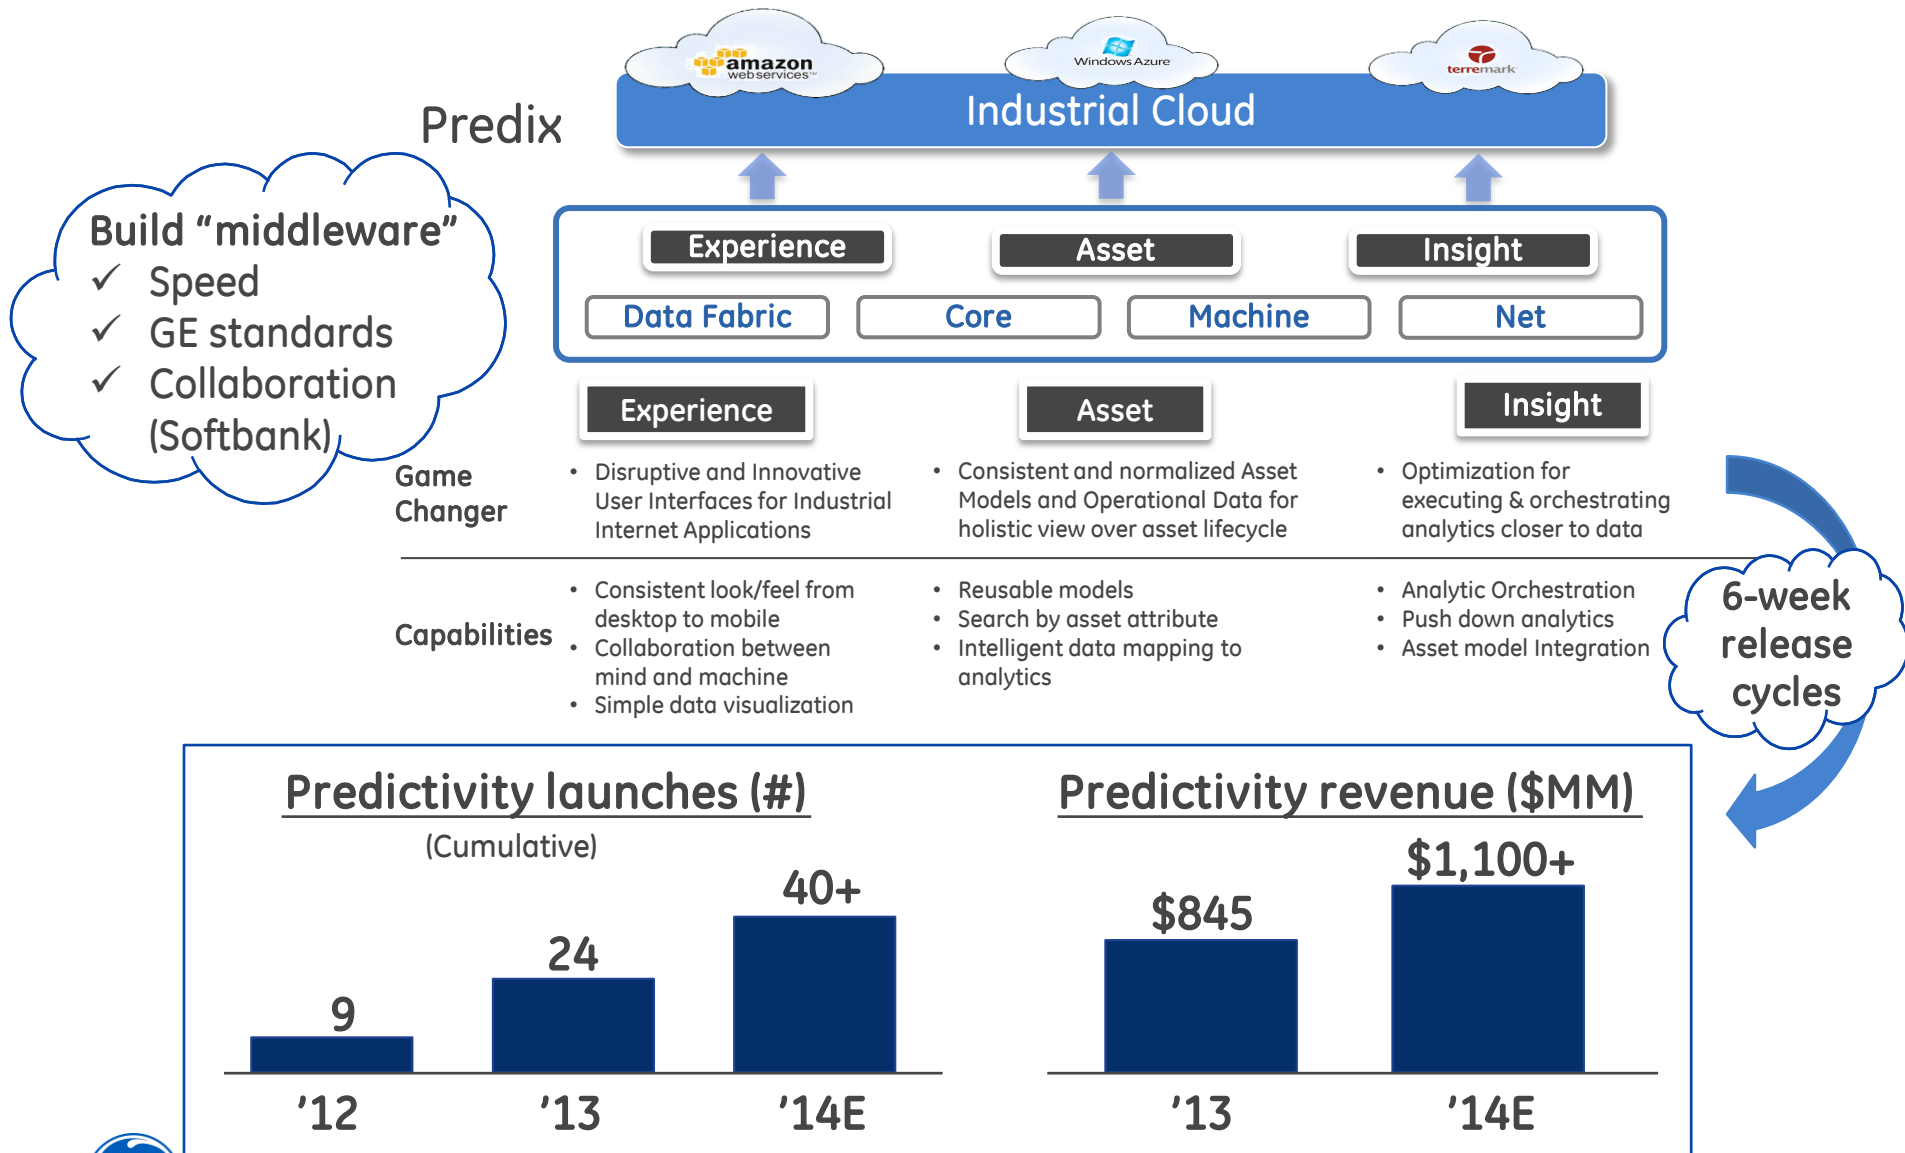 amazon
webservices™
Windows Azure
terremark
Predix
Industrial Cloud
Build “middleware”
✓ Speed
✓ GE standards
✓ Collaboration
(Softbank)
Experience
Asset
Insight
Data Fabric
Core
Machine
Net
Experience
Asset
Insight
Game
Changer
• Disruptive and Innovative
User Interfaces for Industrial
Internet Applications
• Consistent and normalized Asset
Models and Operational Data for
holistic view over asset lifecycle
• Optimization for
executing & orchestrating
analytics closer to data
Capabilities
• Consistent look/feel from
desktop to mobile
• Collaboration between
mind and machine
• Simple data visualization
• Reusable models
• Search by asset attribute
• Intelligent data mapping to
analytics
• Analytic Orchestration
• Push down analytics
• Asset model Integration
6-week
release
cycles
Predictivity launches (#)
(Cumulative)
9
24
40+
’12
’13
’14E
Predictivity revenue ($MM)
$845
$1,100+
’13
’14E